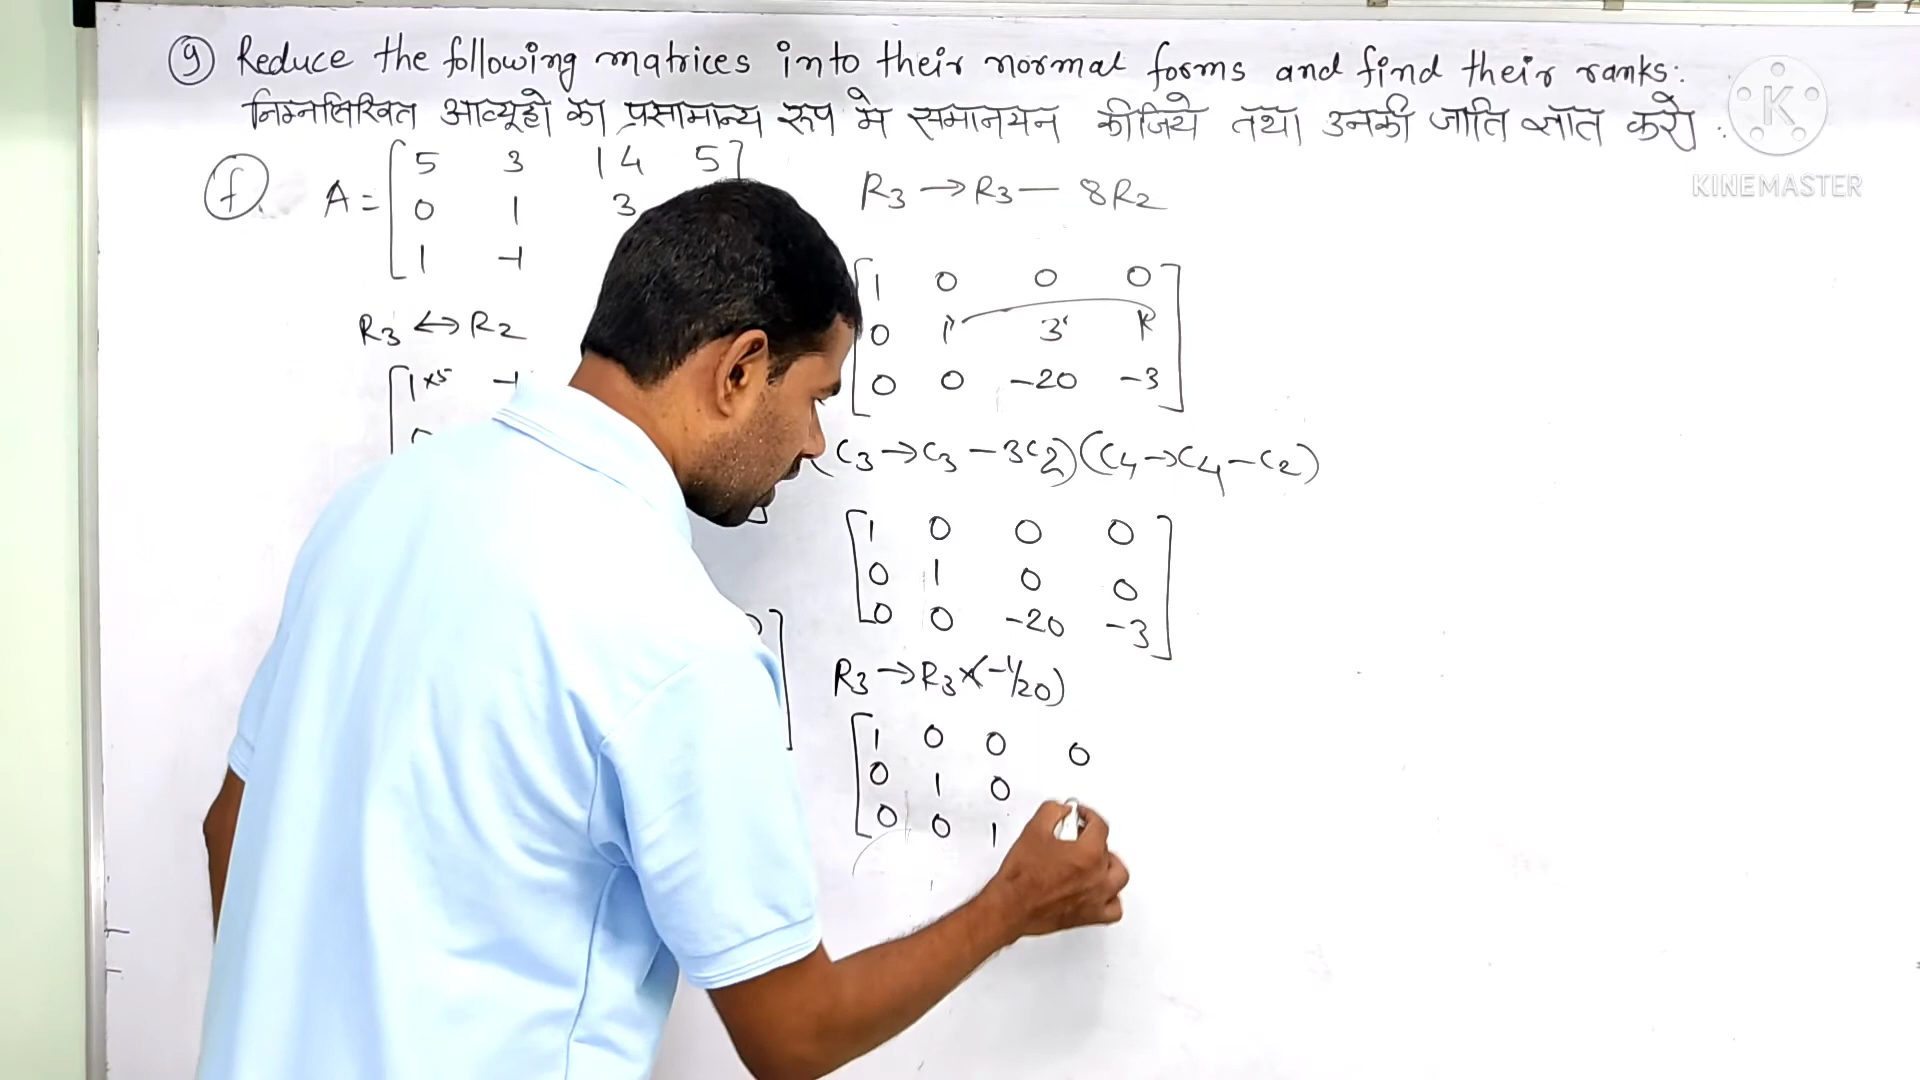 9 Reduce the following matrices into their normal forms and find their ranks:
निम्नलिखित आव्यूहो का प्रसामान्य रूप मे समानयन कीजिये तथा उनकी जाति ज्ञात करो :
K
KINEMASTER
f. A = [ 5 3 14 5 ]
0 1 3
1 -1
R3 ↔ R2
[ 1×5 -1
R3 → R3 — 8R2
[ 1 0 0 0 ]
0 1 3 1
0 0 -20 -3
(C3 → C3 - 3C2) (C4 → C4 - C2)
[ 1 0 0 0 ]
0 1 0 0
0 0 -20 -3
R3 → R3 × (-1/20)
[ 1 0 0 0
0 1 0
0 0 1